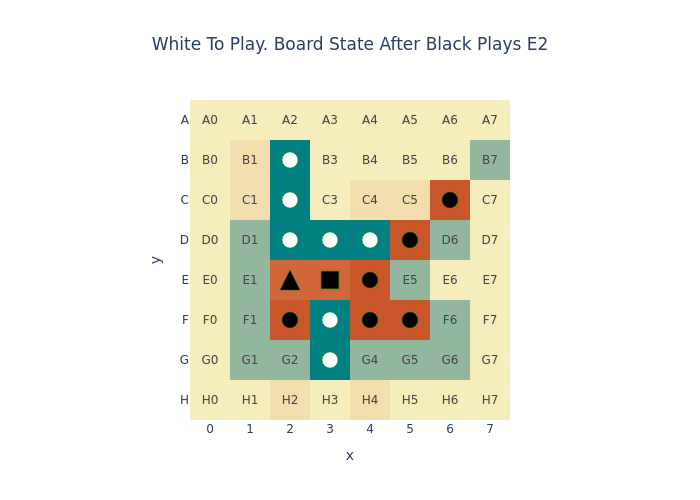 White To Play. Board State After Black Plays E2
A A0 A1 A2 A3 A4 A5 A6 A7
B B0 B1 B3 B4 B5 B6 B7
C C0 C1 C3 C4 C5 C7
D D0 D1 D6 D7
E E0 E1 E5 E6 E7
F F0 F1 F6 F7
G G0 G1 G2 G4 G5 G6 G7
H H0 H1 H2 H3 H4 H5 H6 H7
0 1 2 3 4 5 6 7
x
y